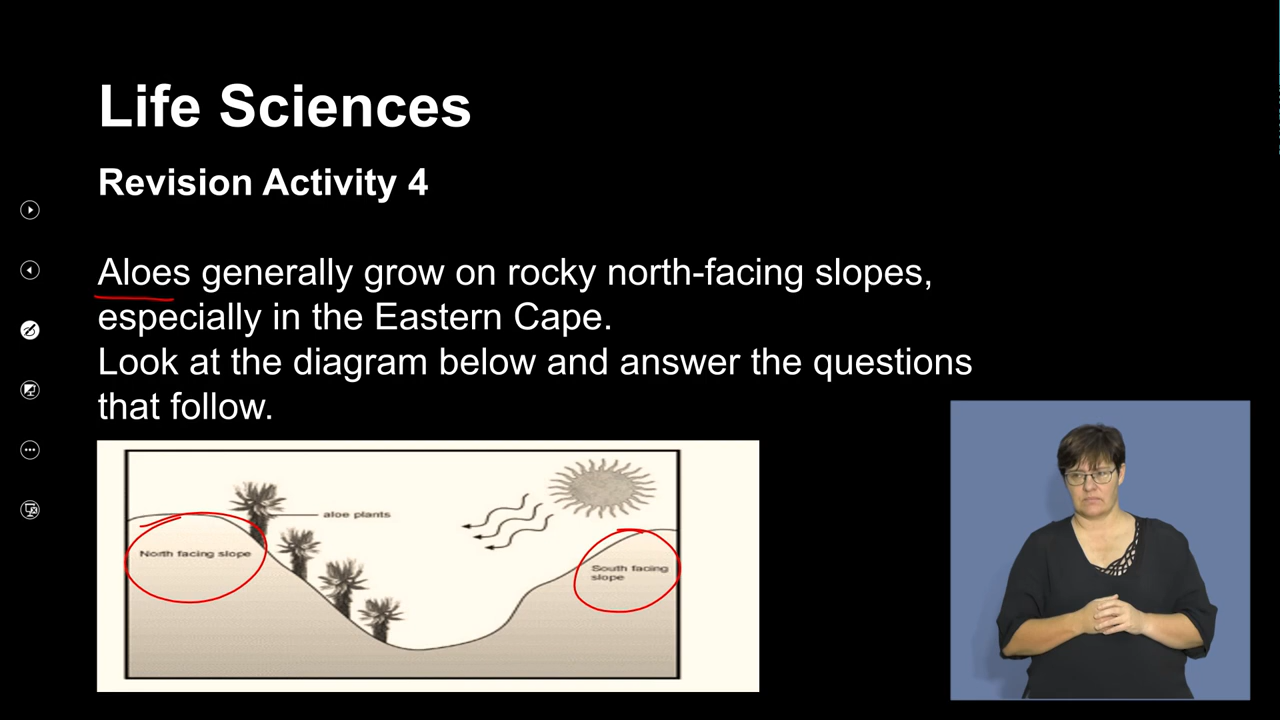 Life Sciences
Revision Activity 4
Aloes generally grow on rocky north-facing slopes,
especially in the Eastern Cape.
Look at the diagram below and answer the questions
that follow.
aloe plants
North facing slope
South facing
slope